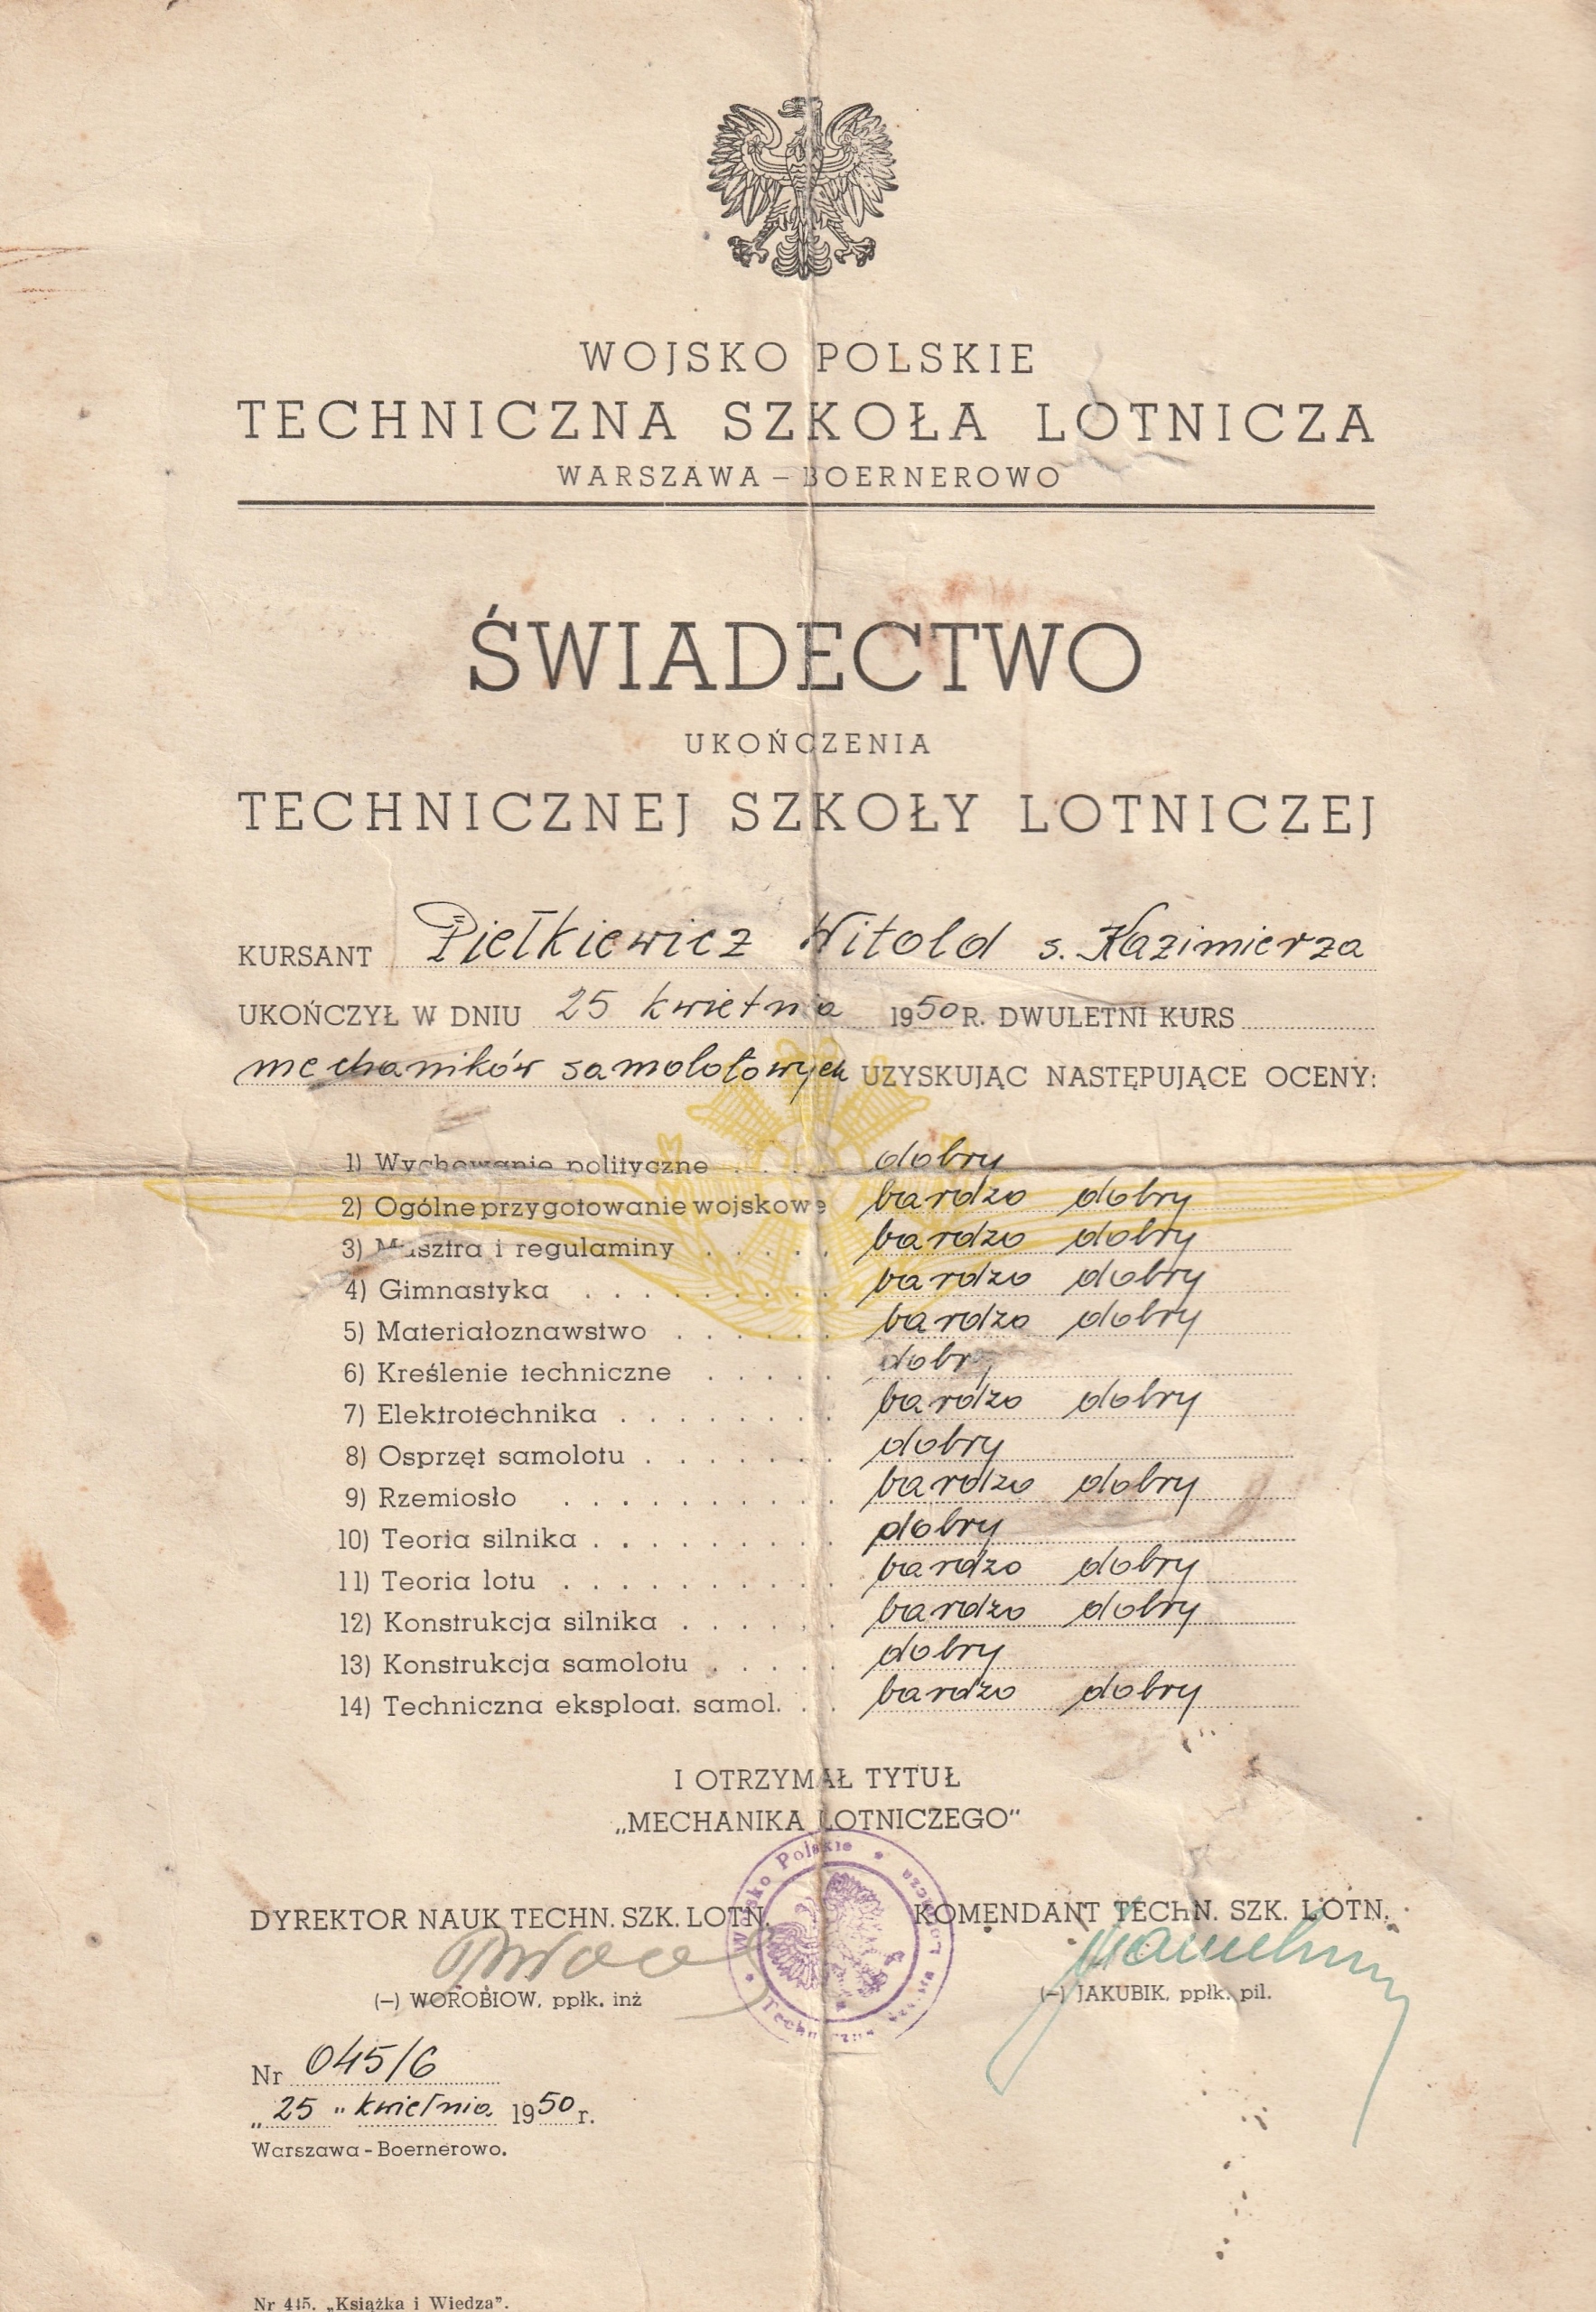 WOJSKO POLSKIE
TECHNICZNA SZKOŁA LOTNICZA
WARSZAWA – BOERNEROWO
ŚWIADECTWO
UKOŃCZENIA
TECHNICZNEJ SZKOŁY LOTNICZEJ
KURSANT Piełkiewicz Witold s. Kazimierza
UKOŃCZYŁ W DNIU 25 kwietnia 1950 R. DWULETNI KURS
mechaników samolotowych UZYSKUJĄC NASTĘPUJĄCE OCENY:
1) Wychowanie polityczne . . . . dobry
2) Ogólne przygotowanie wojskowe bardzo dobry
3) Musztra i regulaminy . . . . . bardzo dobry
4) Gimnastyka . . . . . . . . . bardzo dobry
5) Materiałoznawstwo . . . . . . bardzo dobry
6) Kreślenie techniczne . . . . . dobry
7) Elektrotechnika . . . . . . . . bardzo dobry
8) Osprzęt samolotu . . . . . . . dobry
9) Rzemiosło . . . . . . . . . . bardzo dobry
10) Teoria silnika . . . . . . . . . dobry
11) Teoria lotu . . . . . . . . . . bardzo dobry
12) Konstrukcja silnika . . . . . . bardzo dobry
13) Konstrukcja samolotu . . . . . dobry
14) Techniczna eksploat. samol. . . bardzo dobry
I OTRZYMAŁ TYTUŁ
„MECHANIKA LOTNICZEGO"
Wojsko Polskie * Techniczna Szkoła Lotnicza *
DYREKTOR NAUK TECHN. SZK. LOTN. KOMENDANT TECHN. SZK. LOTN.
(–) WOROBIOW, ppłk. inż (–) JAKUBIK, ppłk. pil.
Nr 045/6
„25" kwietnia 1950 r.
Warszawa - Boernerowo.
Nr 445. „Książka i Wiedza".